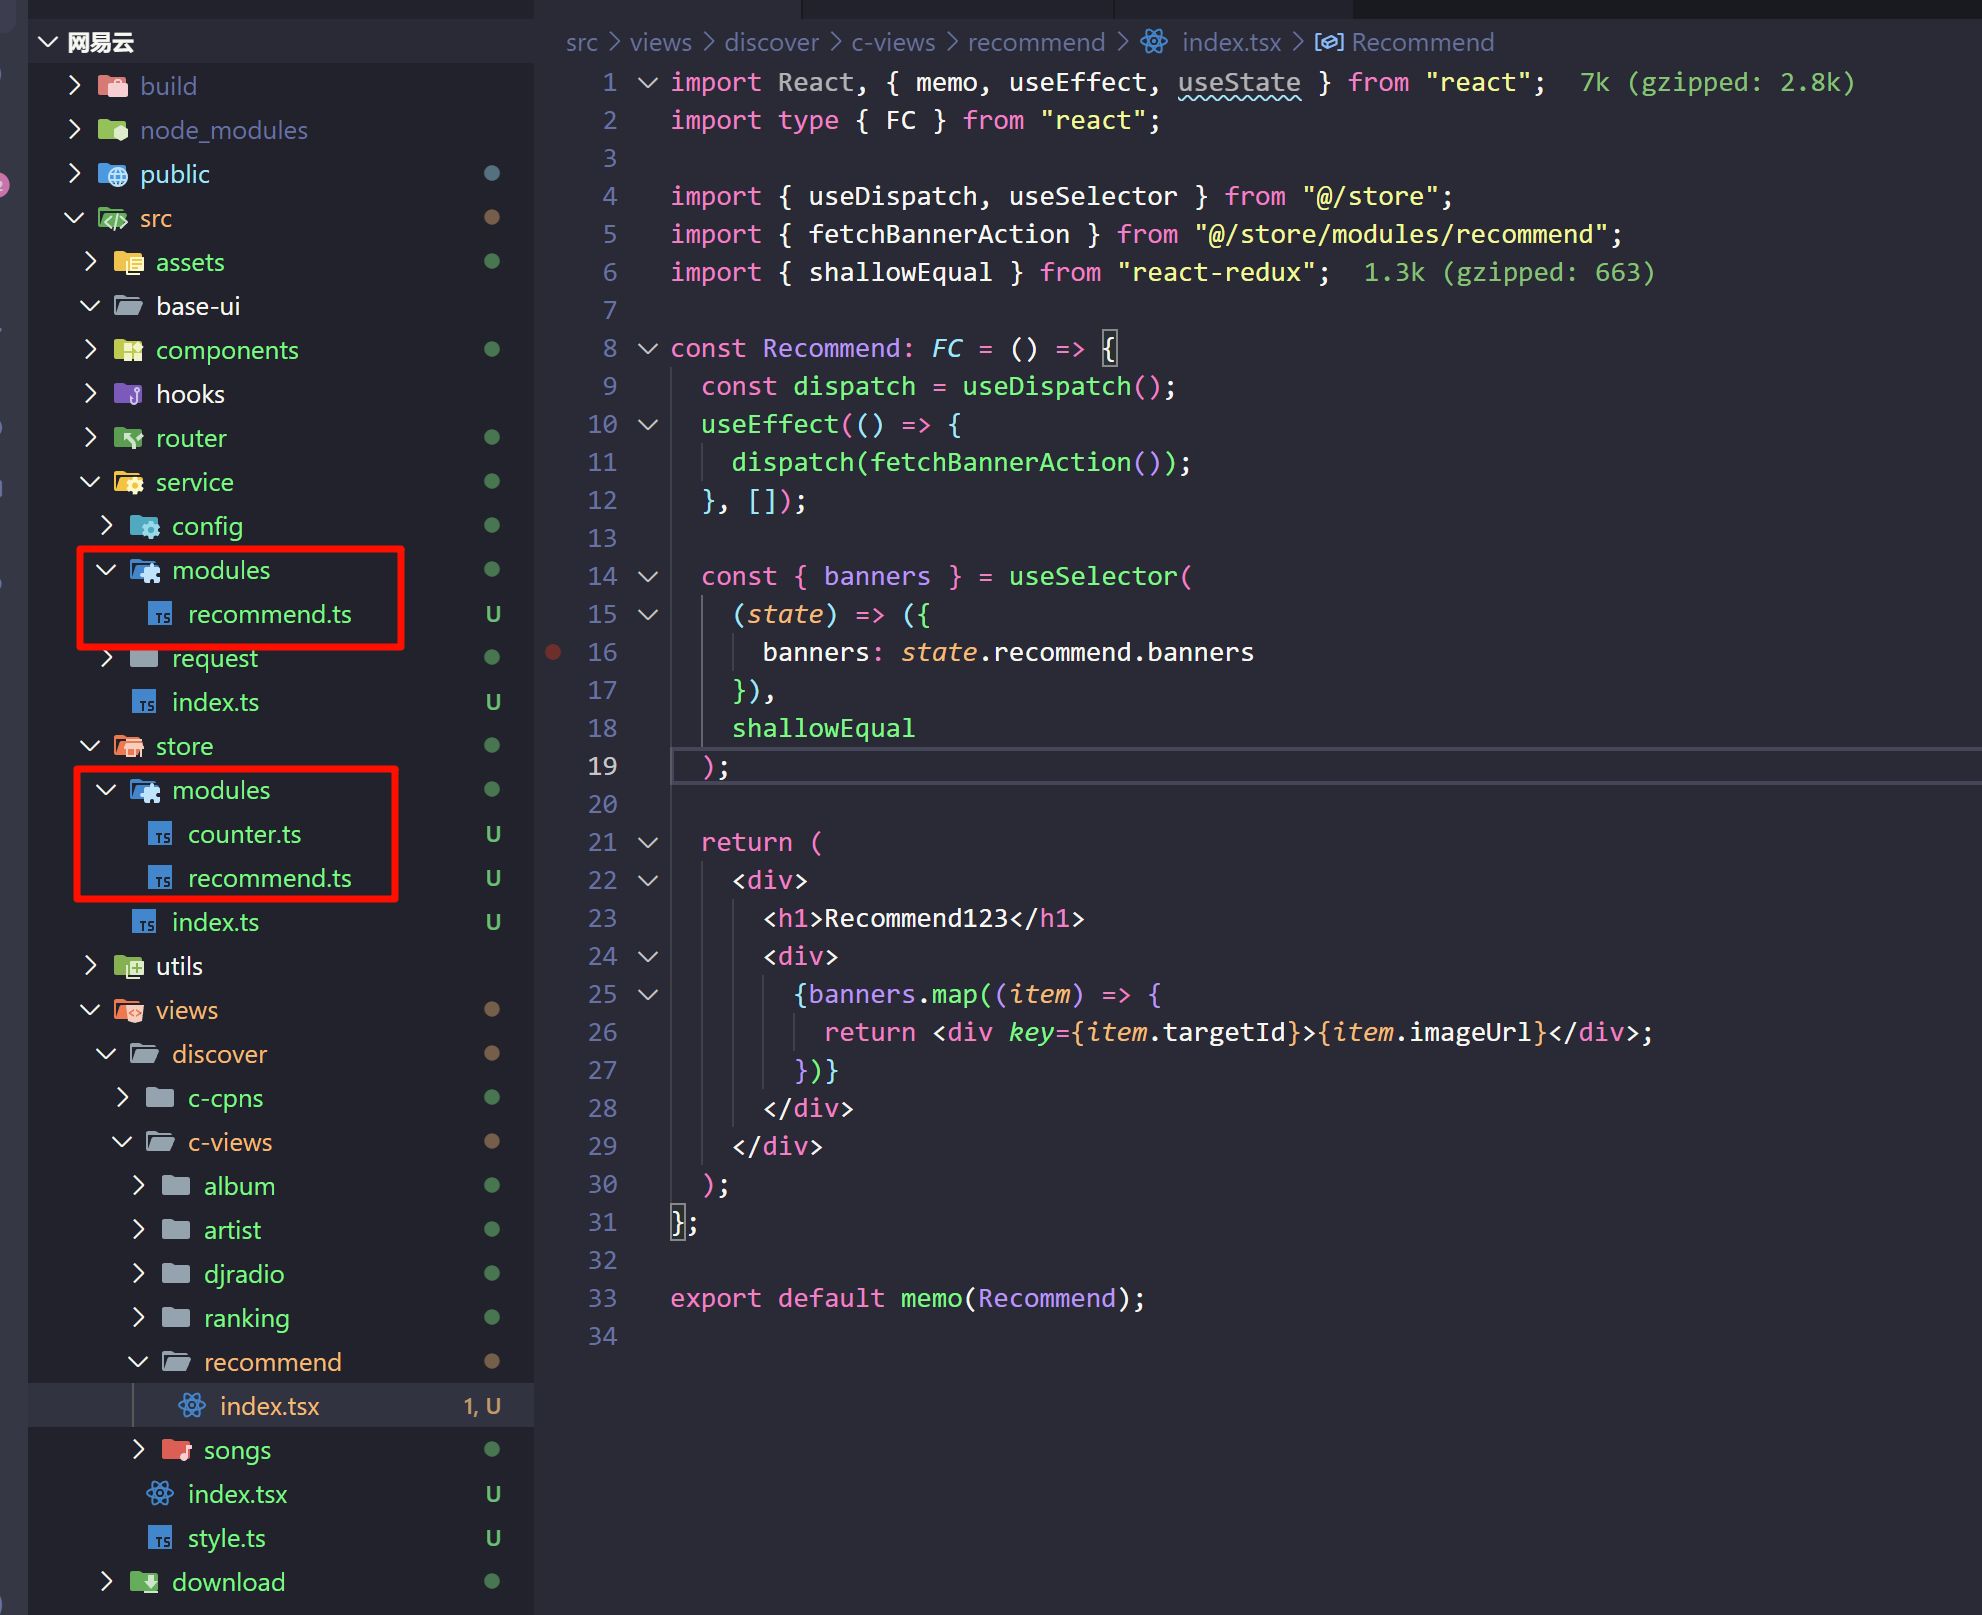 网易云
build
node_modules
public
src
assets
base-ui
components
hooks
router
service
config
modules
recommend.ts U
request
index.ts U
store
modules
counter.ts U
recommend.ts U
index.ts U
utils
views
discover
c-cpns
c-views
album
artist
djradio
ranking
recommend
index.tsx 1, U
songs
index.tsx U
style.ts U
download
src > views > discover > c-views > recommend > index.tsx > Recommend
1 import React, { memo, useEffect, useState } from "react"; 7k (gzipped: 2.8k)
2 import type { FC } from "react";
3
4 import { useDispatch, useSelector } from "@/store";
5 import { fetchBannerAction } from "@/store/modules/recommend";
6 import { shallowEqual } from "react-redux"; 1.3k (gzipped: 663)
7
8 const Recommend: FC = () => {
9 const dispatch = useDispatch();
10 useEffect(() => {
11 dispatch(fetchBannerAction());
12 }, []);
13
14 const { banners } = useSelector(
15 (state) => ({
16 banners: state.recommend.banners
17 }),
18 shallowEqual
19 );
20
21 return (
22 <div>
23 <h1>Recommend123</h1>
24 <div>
25 {banners.map((item) => {
26 return <div key={item.targetId}>{item.imageUrl}</div>;
27 })}
28 </div>
29 </div>
30 );
31 };
32
33 export default memo(Recommend);
34